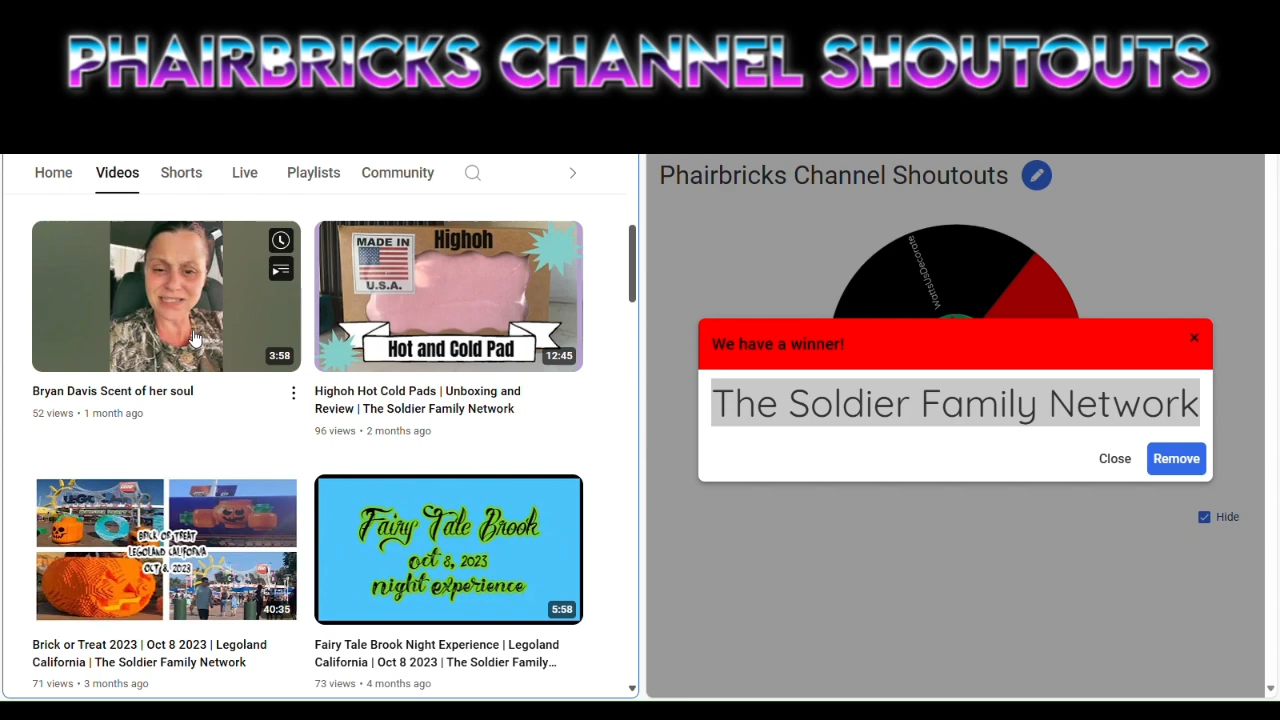 PHAIRBRICKS CHANNEL SHOUTOUTS
Home Videos Shorts Live Playlists Community
3:58
Bryan Davis Scent of her soul
52 views • 1 month ago
MADE IN
U.S.A.
Highoh
Hot and Cold Pad
12:45
Highoh Hot Cold Pads | Unboxing and
Review | The Soldier Family Network
96 views • 2 months ago
BRICK OR TREAT
LEGOLAND CALIFORNIA
OCT 8, 2023
40:35
Brick or Treat 2023 | Oct 8 2023 | Legoland
California | The Soldier Family Network
71 views • 3 months ago
Fairy Tale Brook
oct 8, 2023
night experience
5:58
Fairy Tale Brook Night Experience | Legoland
California | Oct 8 2023 | The Soldier Family...
73 views • 4 months ago
Phairbricks Channel Shoutouts
WattsUsDecorate
We have a winner!
×
The Soldier Family Network
Close Remove
Hide